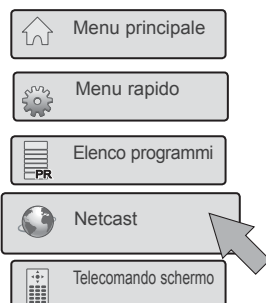 Menu principale
Menu rapido
Elenco programmi
PR
Netcast
Telecomando schermo